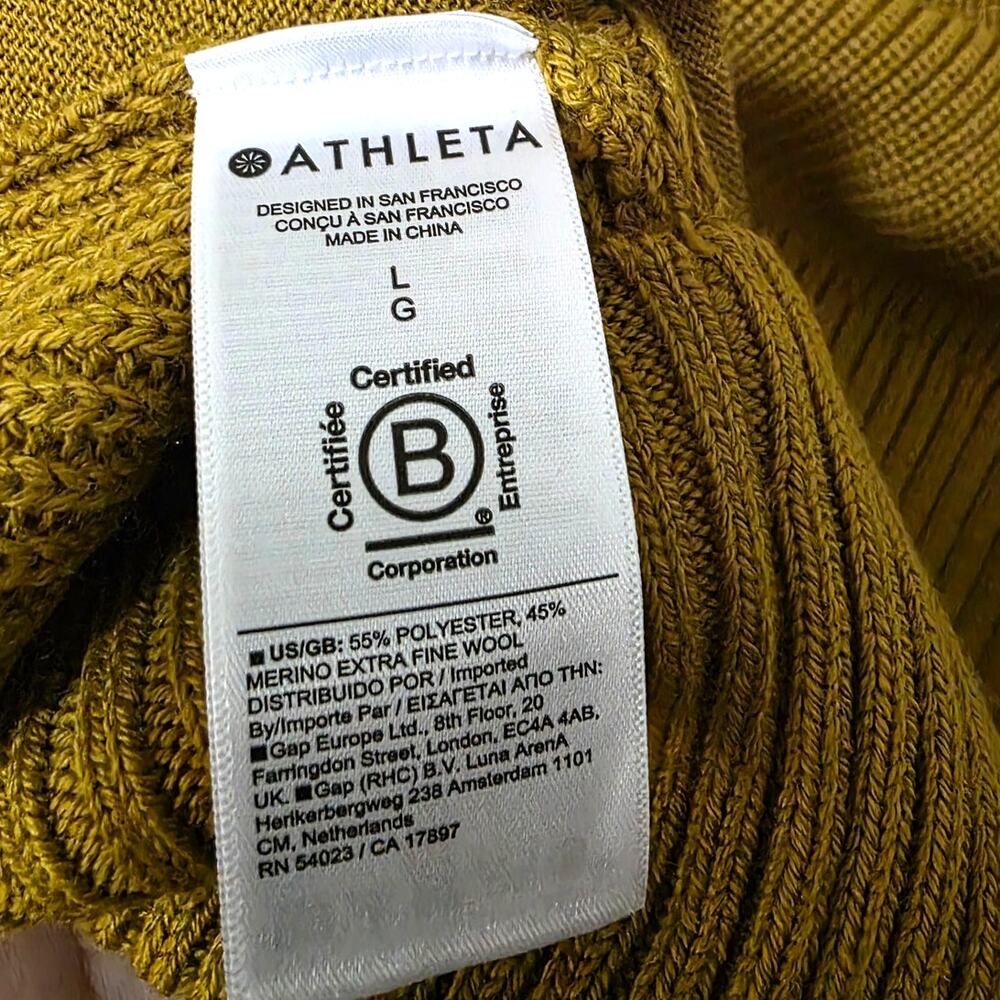 ATHLETA
DESIGNED IN SAN FRANCISCO
CONÇU À SAN FRANCISCO
MADE IN CHINA
L
G
Certified
Certifiée
B
Entreprise
®
Corporation
US/GB: 55% POLYESTER, 45%
MERINO EXTRA FINE WOOL
DISTRIBUIDO POR / Imported
By/Importe Par / ΕΙΣΑΓΕΤΑΙ ΑΠΟ ΤΗΝ:
Gap Europe Ltd., 8th Floor, 20
Farringdon Street, London, EC4A 4AB,
UK. Gap (RHC) B.V. Luna ArenA
Herikerbergweg 238 Amsterdam 1101
CM, Netherlands
RN 54023 / CA 17897